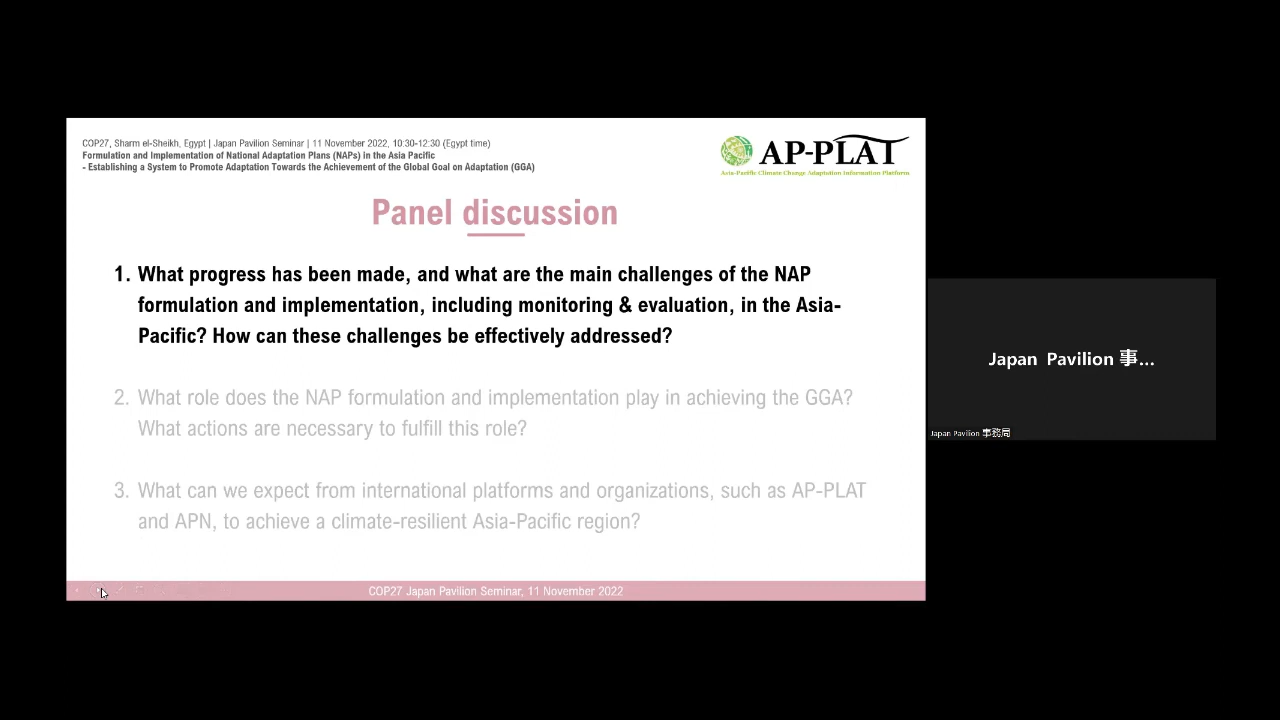 COP27, Sharm el-Sheikh, Egypt | Japan Pavilion Seminar | 11 November 2022, 10:30-12:30 (Egypt time)
Formulation and Implementation of National Adaptation Plans (NAPs) in the Asia Pacific
- Establishing a System to Promote Adaptation Towards the Achievement of the Global Goal on Adaptation (GGA)
AP-PLAT
Asia-Pacific Climate Change Adaptation Information Platform.
Panel discussion
1. What progress has been made, and what are the main challenges of the NAP
formulation and implementation, including monitoring & evaluation, in the Asia-
Pacific? How can these challenges be effectively addressed?
2. What role does the NAP formulation and implementation play in achieving the GGA?
What actions are necessary to fulfill this role?
3. What can we expect from international platforms and organizations, such as AP-PLAT
and APN, to achieve a climate-resilient Asia-Pacific region?
COP27 Japan Pavilion Seminar, 11 November 2022
Japan Pavilion 事...
Japan Pavilion 事務局